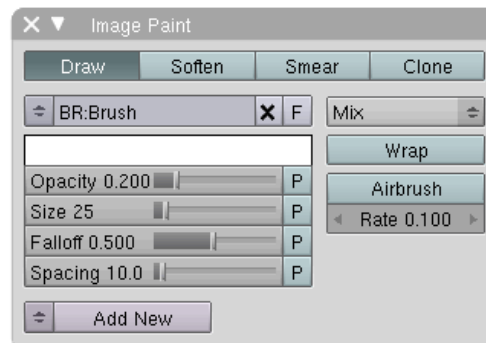 Image Paint
Draw Soften Smear Clone
BR:Brush F Mix
Wrap
Opacity 0.200 P Airbrush
Size 25 P Rate 0.100
Falloff 0.500 P
Spacing 10.0 P
Add New